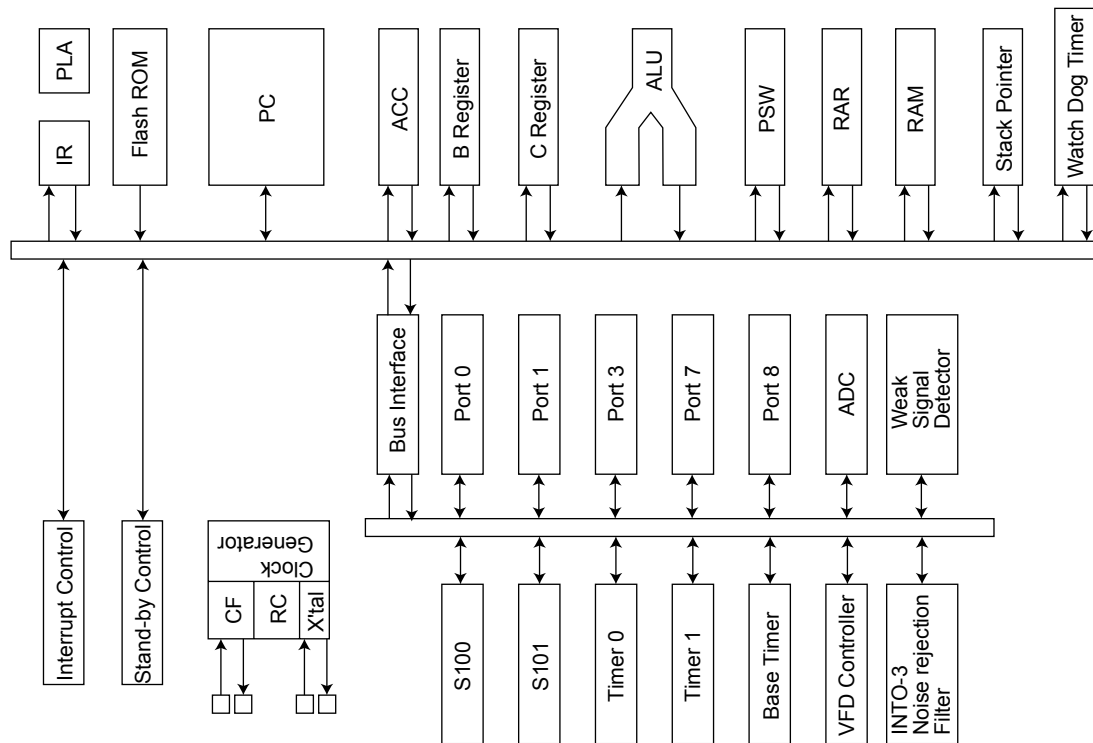 PLA
IR
Flash ROM
PC
ACC
B Register
C Register
ALU
PSW
RAR
RAM
Stack Pointer
Watch Dog Timer
Interrupt Control
Stand-by Control
Clock
Generator
CF
RC
X'tal
Bus Interface
Port 0
Port 1
Port 3
Port 7
Port 8
ADC
Weak
Signal
Detector
S100
S101
Timer 0
Timer 1
Base Timer
VFD Controller
INTO-3
Noise rejection
Filter